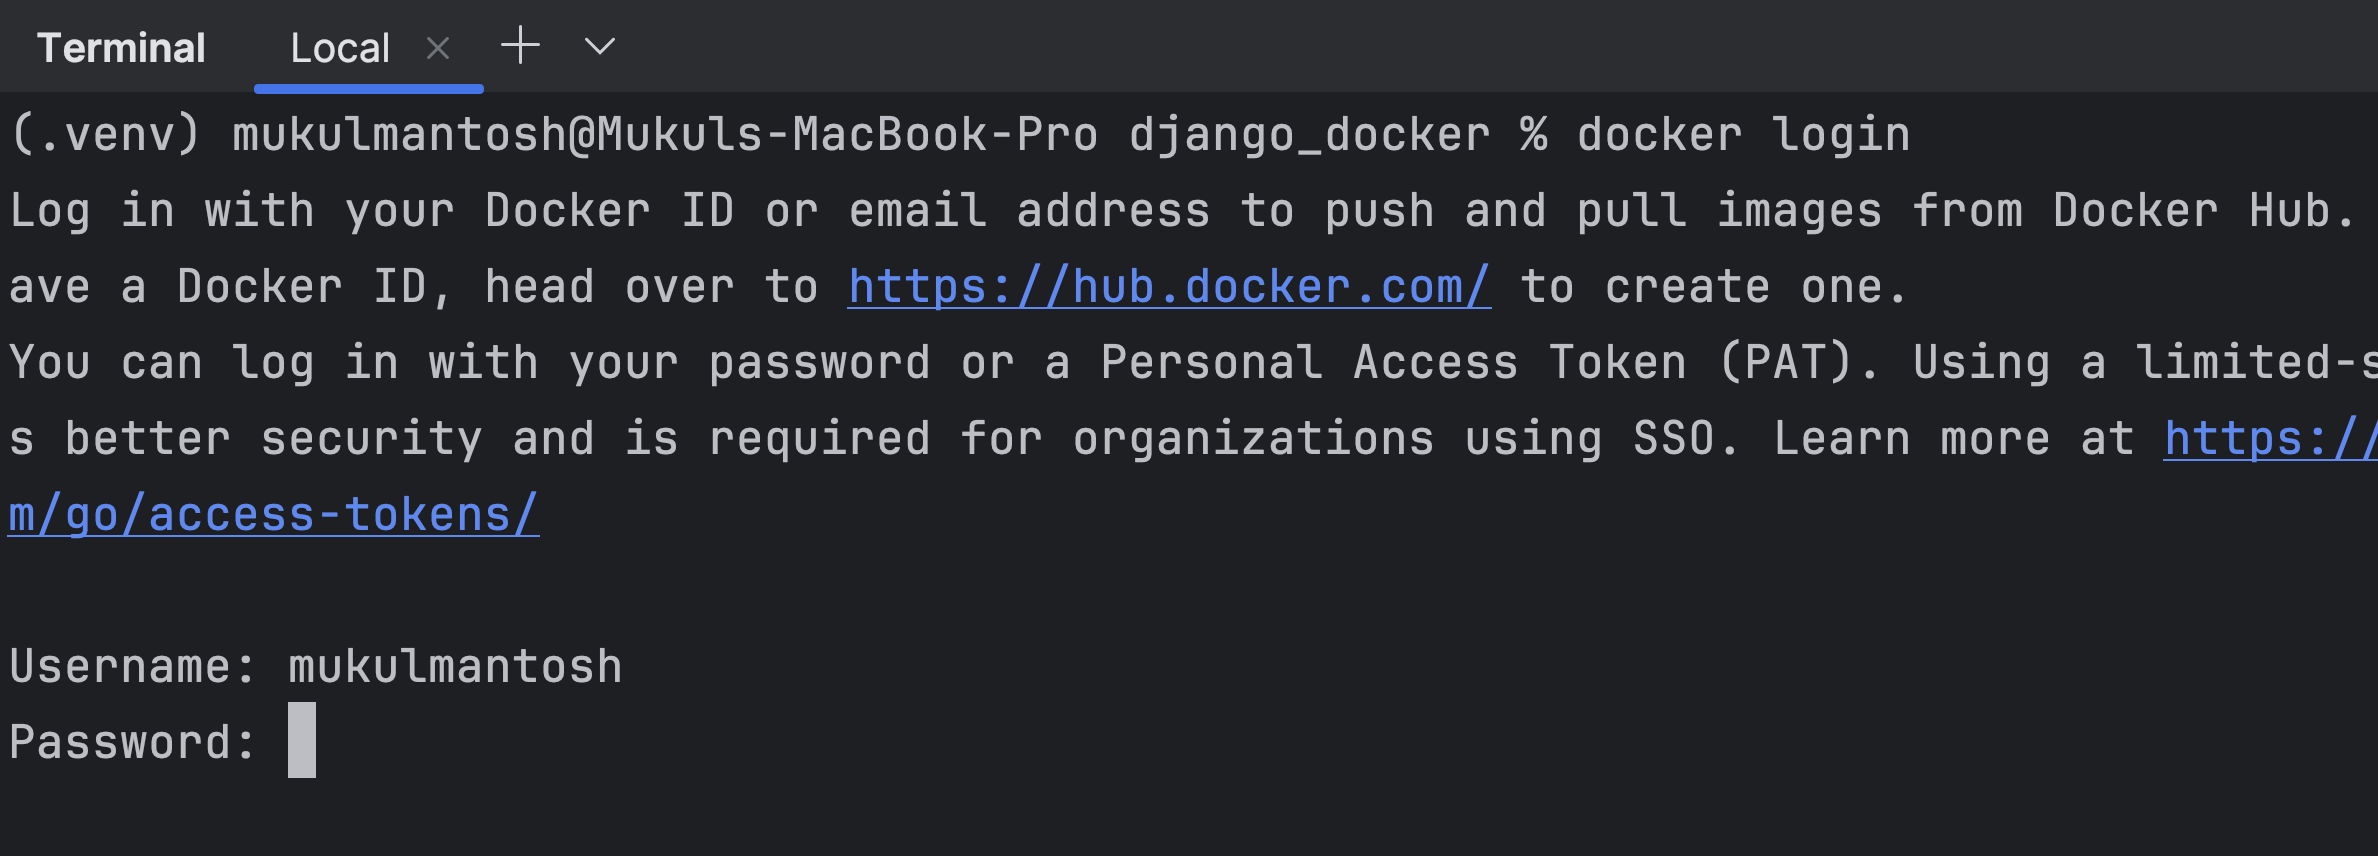 Terminal Local
(.venv) mukulmantosh@Mukuls-MacBook-Pro django_docker % docker login
Log in with your Docker ID or email address to push and pull images from Docker Hub.
ave a Docker ID, head over to https://hub.docker.com/ to create one.
You can log in with your password or a Personal Access Token (PAT). Using a limited-s
s better security and is required for organizations using SSO. Learn more at https://
m/go/access-tokens/
Username: mukulmantosh
Password: